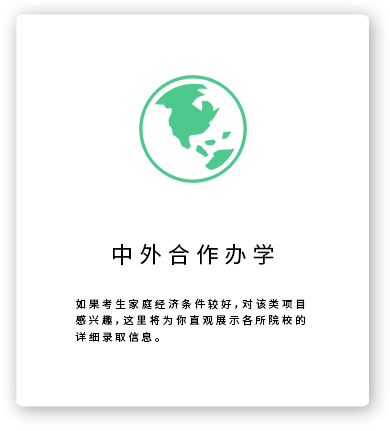 中外合作办学
如果考生家庭经济条件较好，对该类项目
感兴趣，这里将为你直观展示各所院校的
详细录取信息。